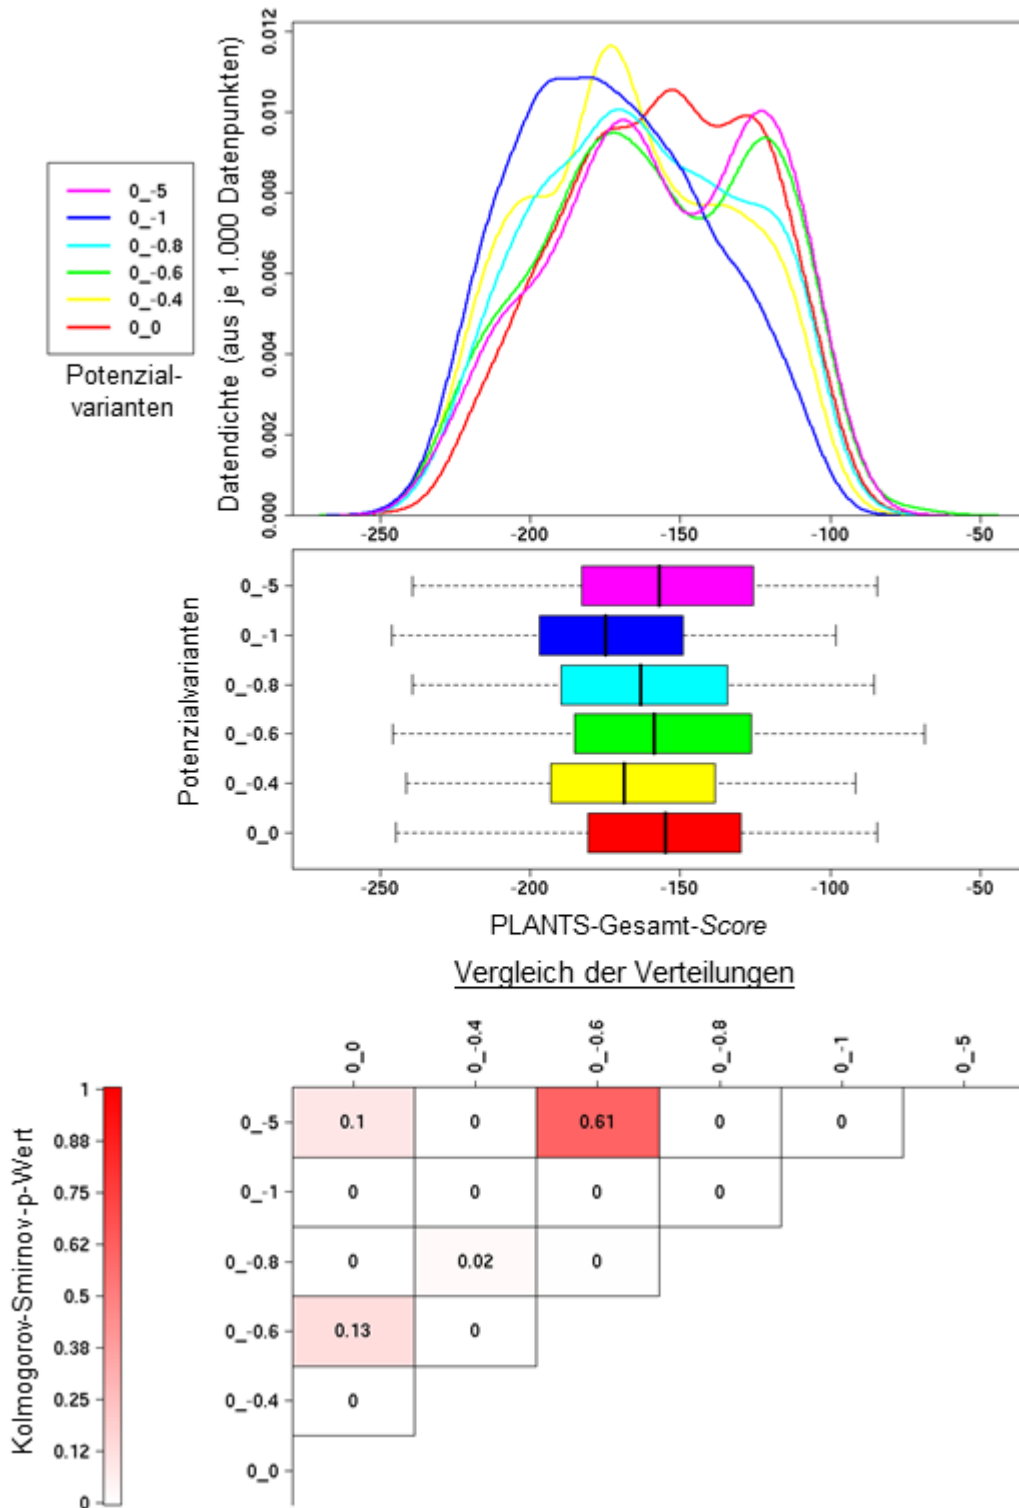 Datendichte (aus je 1.000 Datenpunkten)
0.012
0.010
0.008
0.006
0.004
0.002
0.000
0_-5
0_-1
0_-0.8
0_-0.6
0_-0.4
0_0
Potenzial-
varianten
-250 -200 -150 -100 -50
Potenzialvarianten
0_-5
0_-1
0_-0.8
0_-0.6
0_-0.4
0_0
-250 -200 -150 -100 -50
PLANTS-Gesamt-Score
Vergleich der Verteilungen
0_0 0_-0.4 0_-0.6 0_-0.8 0_-1 0_-5
Kolmogorov-Smirnov-p-Wert
1
0.88
0.75
0.62
0.5
0.38
0.25
0.12
0
0_-5 0.1 0 0.61 0 0
0_-1 0 0 0 0
0_-0.8 0 0.02 0
0_-0.6 0.13 0
0_-0.4 0
0_0